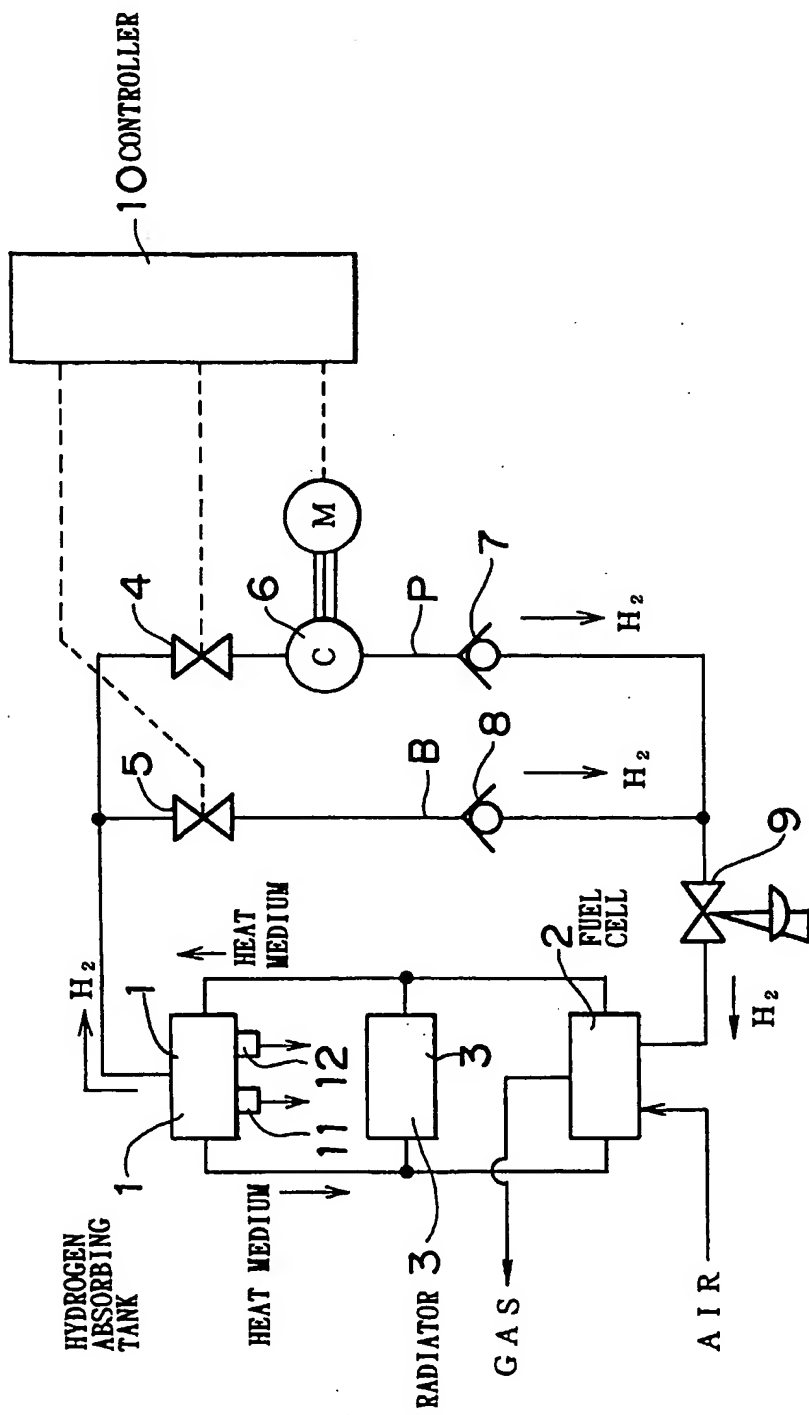 HYDROGEN
ABSORBING
TANK
1
1
H₂
HEAT
MEDIUM
HEAT MEDIUM
11
12
RADIATOR 3
3
GAS
2
FUEL
CELL
AIR
H₂
9
5
4
10 CONTROLLER
6
C
M
B
P
8
7
H₂
H₂